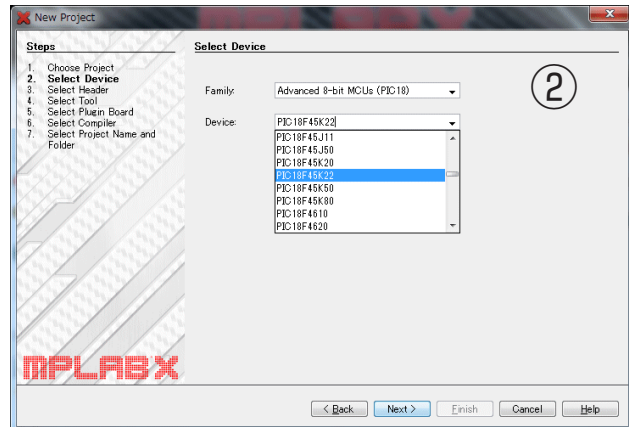 New Project
Steps
1. Choose Project
2. Select Device
3. Select Header
4. Select Tool
5. Select Plugin Board
6. Select Compiler
7. Select Project Name and
Folder
Select Device
②
Family: Advanced 8-bit MCUs (PIC18)
Device: PIC18F45K22
PIC18F45J11
PIC18F45J50
PIC18F45K20
PIC18F45K22
PIC18F45K50
PIC18F45K80
PIC18F4610
PIC18F4620
MPLAB X
< Back Next > Finish Cancel Help